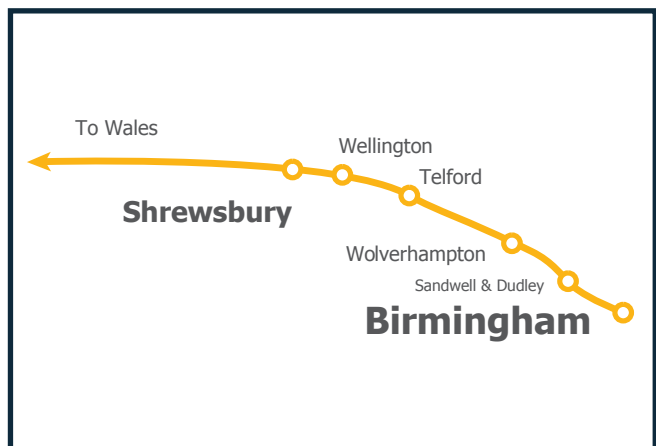 To Wales
Wellington
Telford
Shrewsbury
Wolverhampton
Sandwell & Dudley
Birmingham